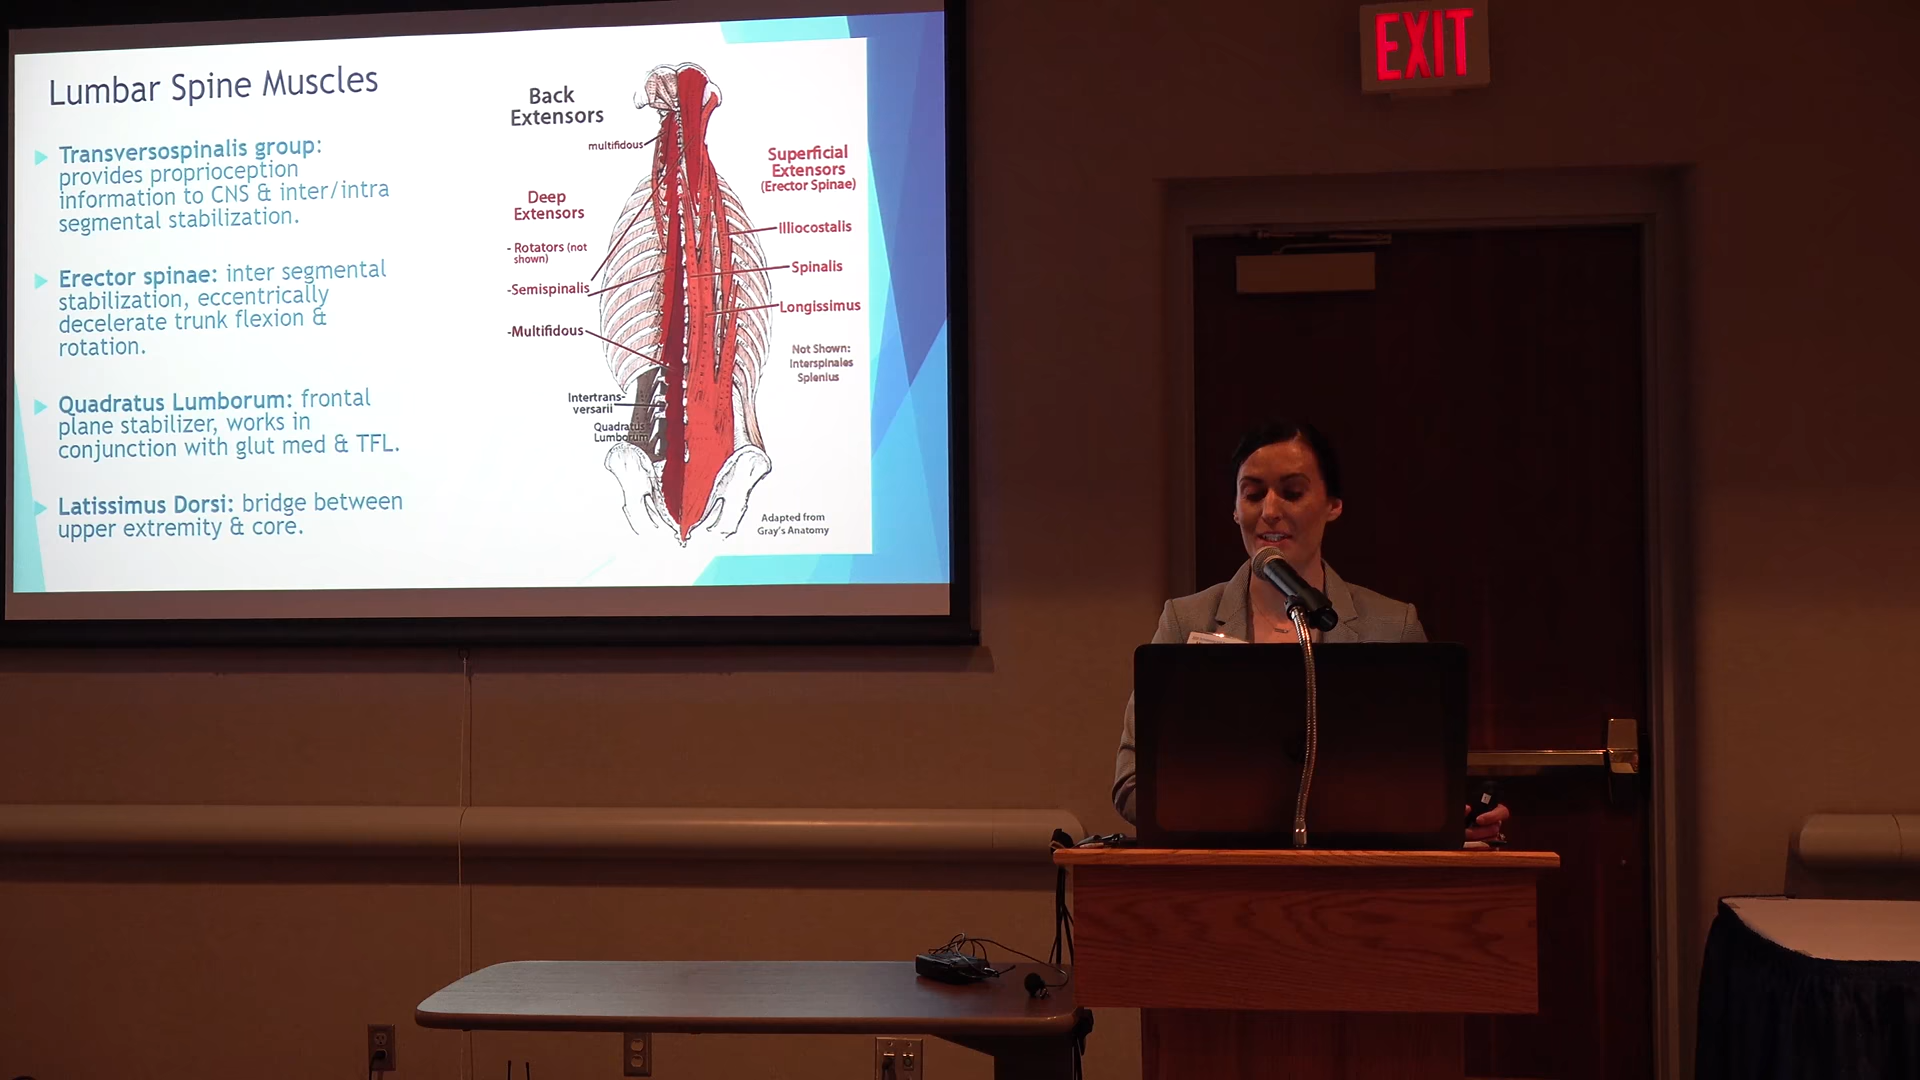 EXIT
Lumbar Spine Muscles
Transversospinalis group:
provides proprioception
information to CNS & inter/intra
segmental stabilization.
Erector spinae: inter segmental
stabilization, eccentrically
decelerate trunk flexion &
rotation.
Quadratus Lumborum: frontal
plane stabilizer, works in
conjunction with glut med & TFL.
Latissimus Dorsi: bridge between
upper extremity & core.
Back
Extensors
multifidous
Deep
Extensors
- Rotators (not
shown)
-Semispinalis
-Multifidous
Intertrans-
versarii
Quadratus
Lumborum
Superficial
Extensors
(Erector Spinae)
Illiocostalis
Spinalis
Longissimus
Not Shown:
Interspinales
Splenius
Adapted from
Gray's Anatomy